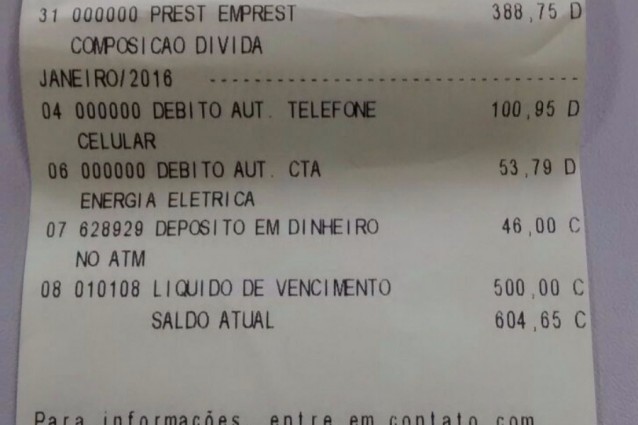 31 000000 PREST EMPREST 388,75 D
COMPOSICAO DIVIDA
JANEIRO/2016 --------------------------------
04 000000 DEBITO AUT. TELEFONE 100,95 D
CELULAR
06 000000 DEBITO AUT. CTA 53,79 D
ENERGIA ELETRICA
07 628929 DEPOSITO EM DINHEIRO 46,00 C
NO ATM
08 010108 LIQUIDO DE VENCIMENTO 500,00 C
SALDO ATUAL 604,65 C
Para informações, entre em contato com